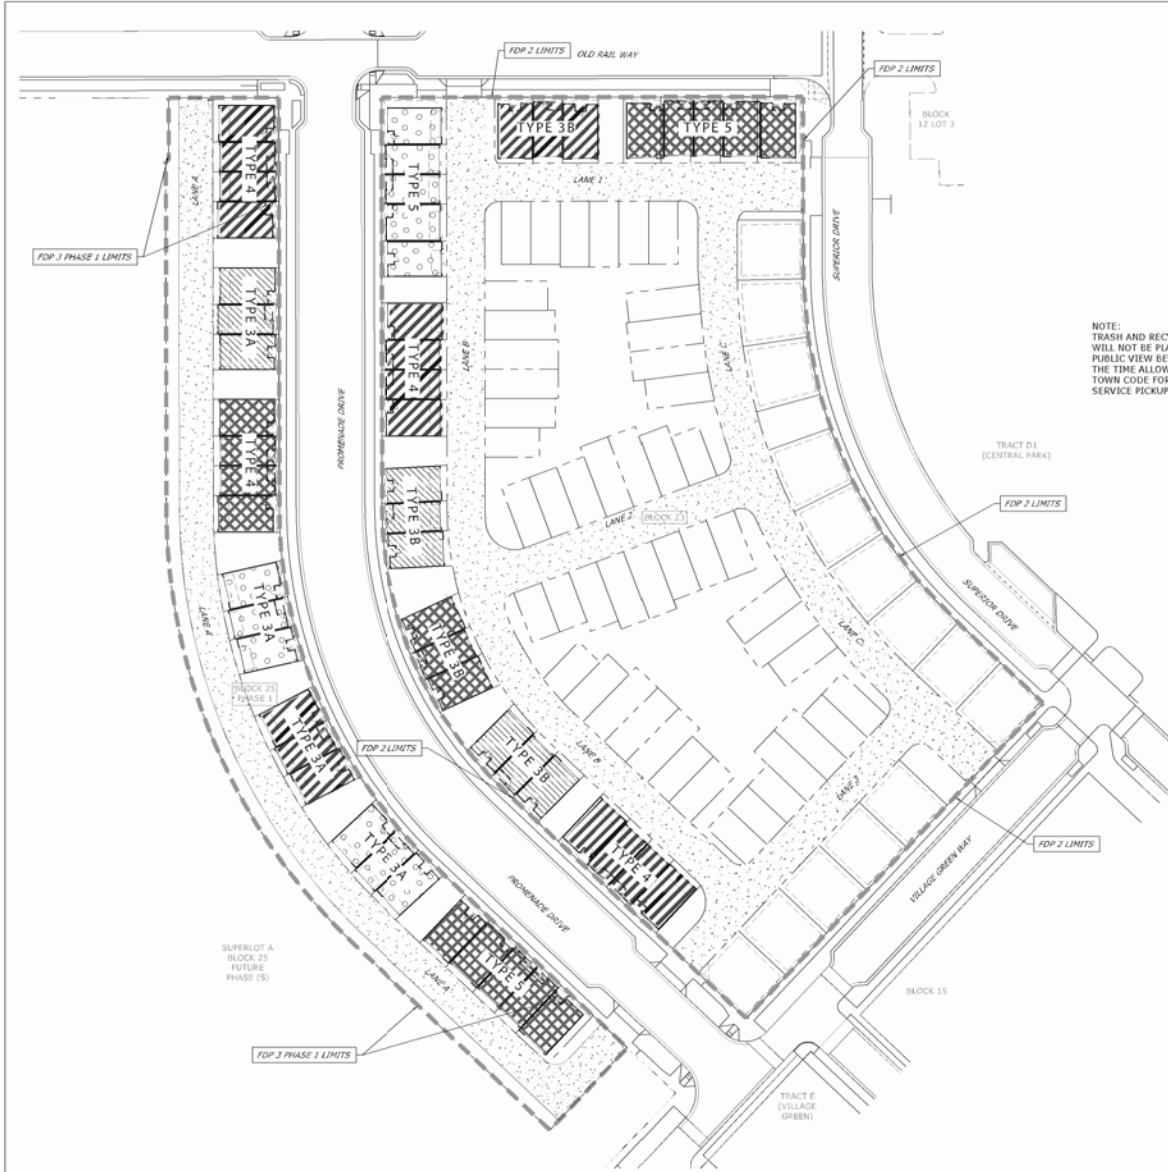 FDP 2 LIMITS
OLD RAIL WAY
FDP 2 LIMITS
BLOCK
12 LOT 3
TYPE 4
TYPE 5
TYPE 3B
TYPE 5
LANE A
LANE 1
SUPERIOR DRIVE
FDP 3 PHASE 1 LIMITS
TYPE 3A
TYPE 4
LANE B
LANE C
NOTE:
TRASH AND REC
WILL NOT BE PL
PUBLIC VIEW BE
THE TIME ALLOW
TOWN CODE FOR
SERVICE PICKUP
PROMENADE DRIVE
TYPE 4
TYPE 3B
TRACT D1
(CENTRAL PARK)
FDP 2 LIMITS
LANE 2
BLOCK 13
LANE A
TYPE 3A
TYPE 3B
SUPERIOR DRIVE
LANE C
BLOCK 25
PHASE 1
TYPE 3A
FDP 2 LIMITS
TYPE 3B
LANE B
LANE 3
TYPE 3A
TYPE 4
FDP 2 LIMITS
VILLAGE GREEN WAY
PROMENADE DRIVE
SUPERLOT A
BLOCK 25
FUTURE
PHASE (S)
LANE A
TYPE 5
BLOCK 15
FDP 3 PHASE 1 LIMITS
TRACT E
(VILLAGE
GREEN)